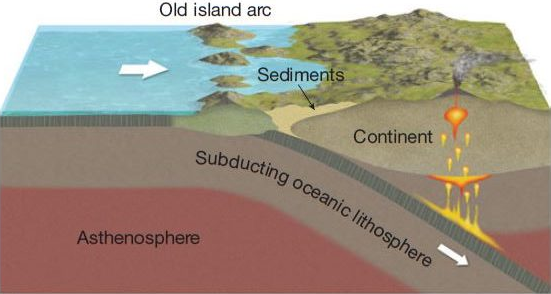 Old island arc
Sediments
Continent
Subducting oceanic lithosphere
Asthenosphere